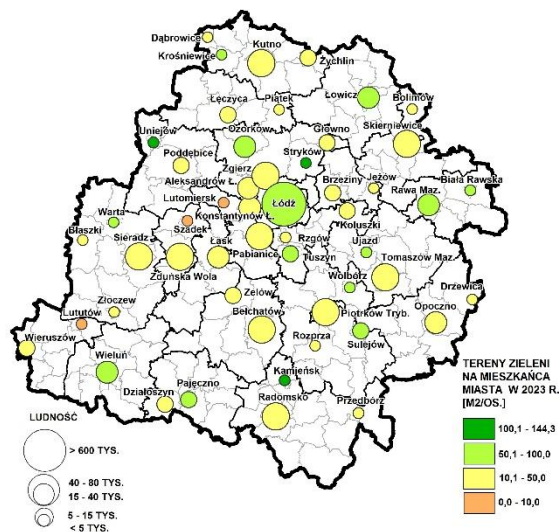 Dąbrowice
Kutno
Krośniewice
Żychlin
Łowicz
Bolimów
Łęczyca
Piątek
Skierniewice
Uniejów
Ozorków
Głowno
Stryków
Poddębice
Zgierz
Aleksandrów Ł.
Brzeziny
Jeżów
Biała Rawska
Rawa Maz.
Lutomiersk
Łódź
Konstantynów Ł.
Koluszki
Warta
Szadek
Błaszki
Sieradz
Łask
Pabianice
Rzgów
Tuszyn
Ujazd
Zduńska Wola
Wolbórz
Tomaszów Maz.
Drzewica
Złoczew
Zelów
Lututów
Bełchatów
Piotrków Tryb.
Opoczno
Wieruszów
Rozprza
Sulejów
Wieluń
Kamieńsk
Działoszyn
Pajęczno
Radomsko
Przedbórz
LUDNOŚĆ
> 600 TYS.
40 - 80 TYS.
15 - 40 TYS.
5 - 15 TYS.
< 5 TYS.
TERENY ZIELENI
NA MIESZKAŃCA
MIASTA W 2023 R.
[M2/OS.]
100,1 - 144,3
50,1 - 100,0
10,1 - 50,0
0,0 - 10,0